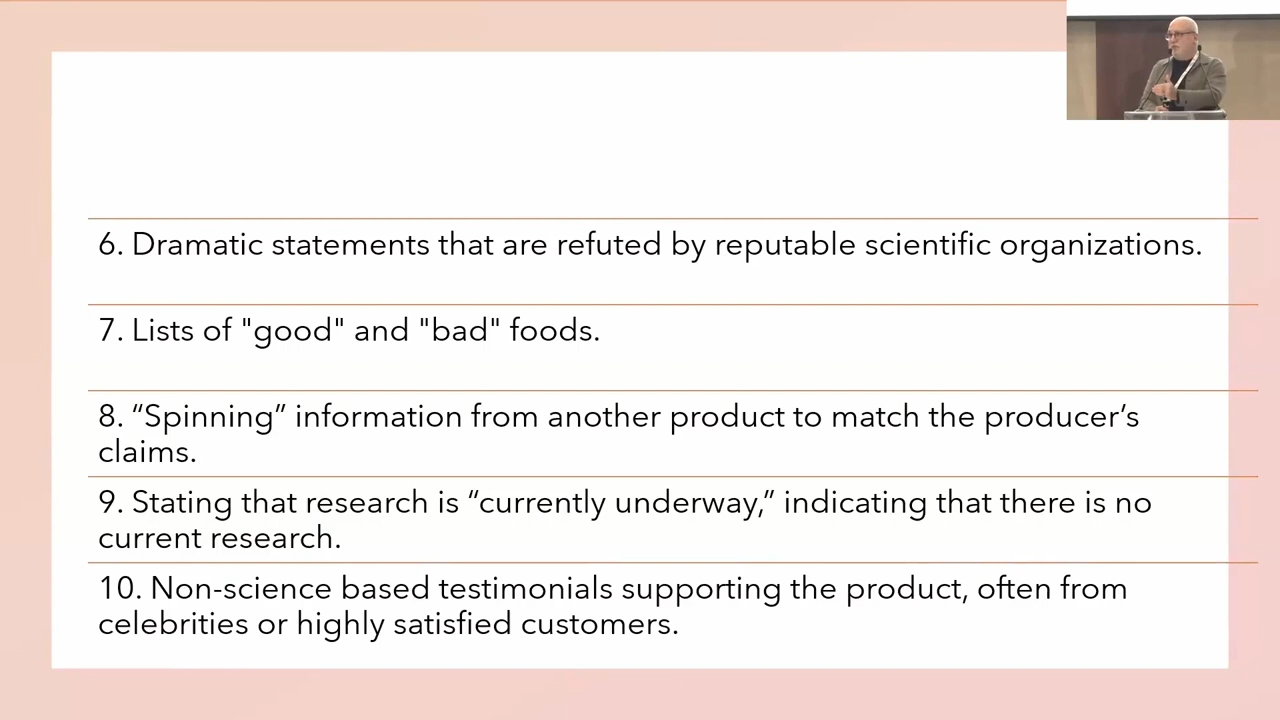 6. Dramatic statements that are refuted by reputable scientific organizations.
7. Lists of "good" and "bad" foods.
8. “Spinning” information from another product to match the producer’s
claims.
9. Stating that research is “currently underway,” indicating that there is no
current research.
10. Non-science based testimonials supporting the product, often from
celebrities or highly satisfied customers.